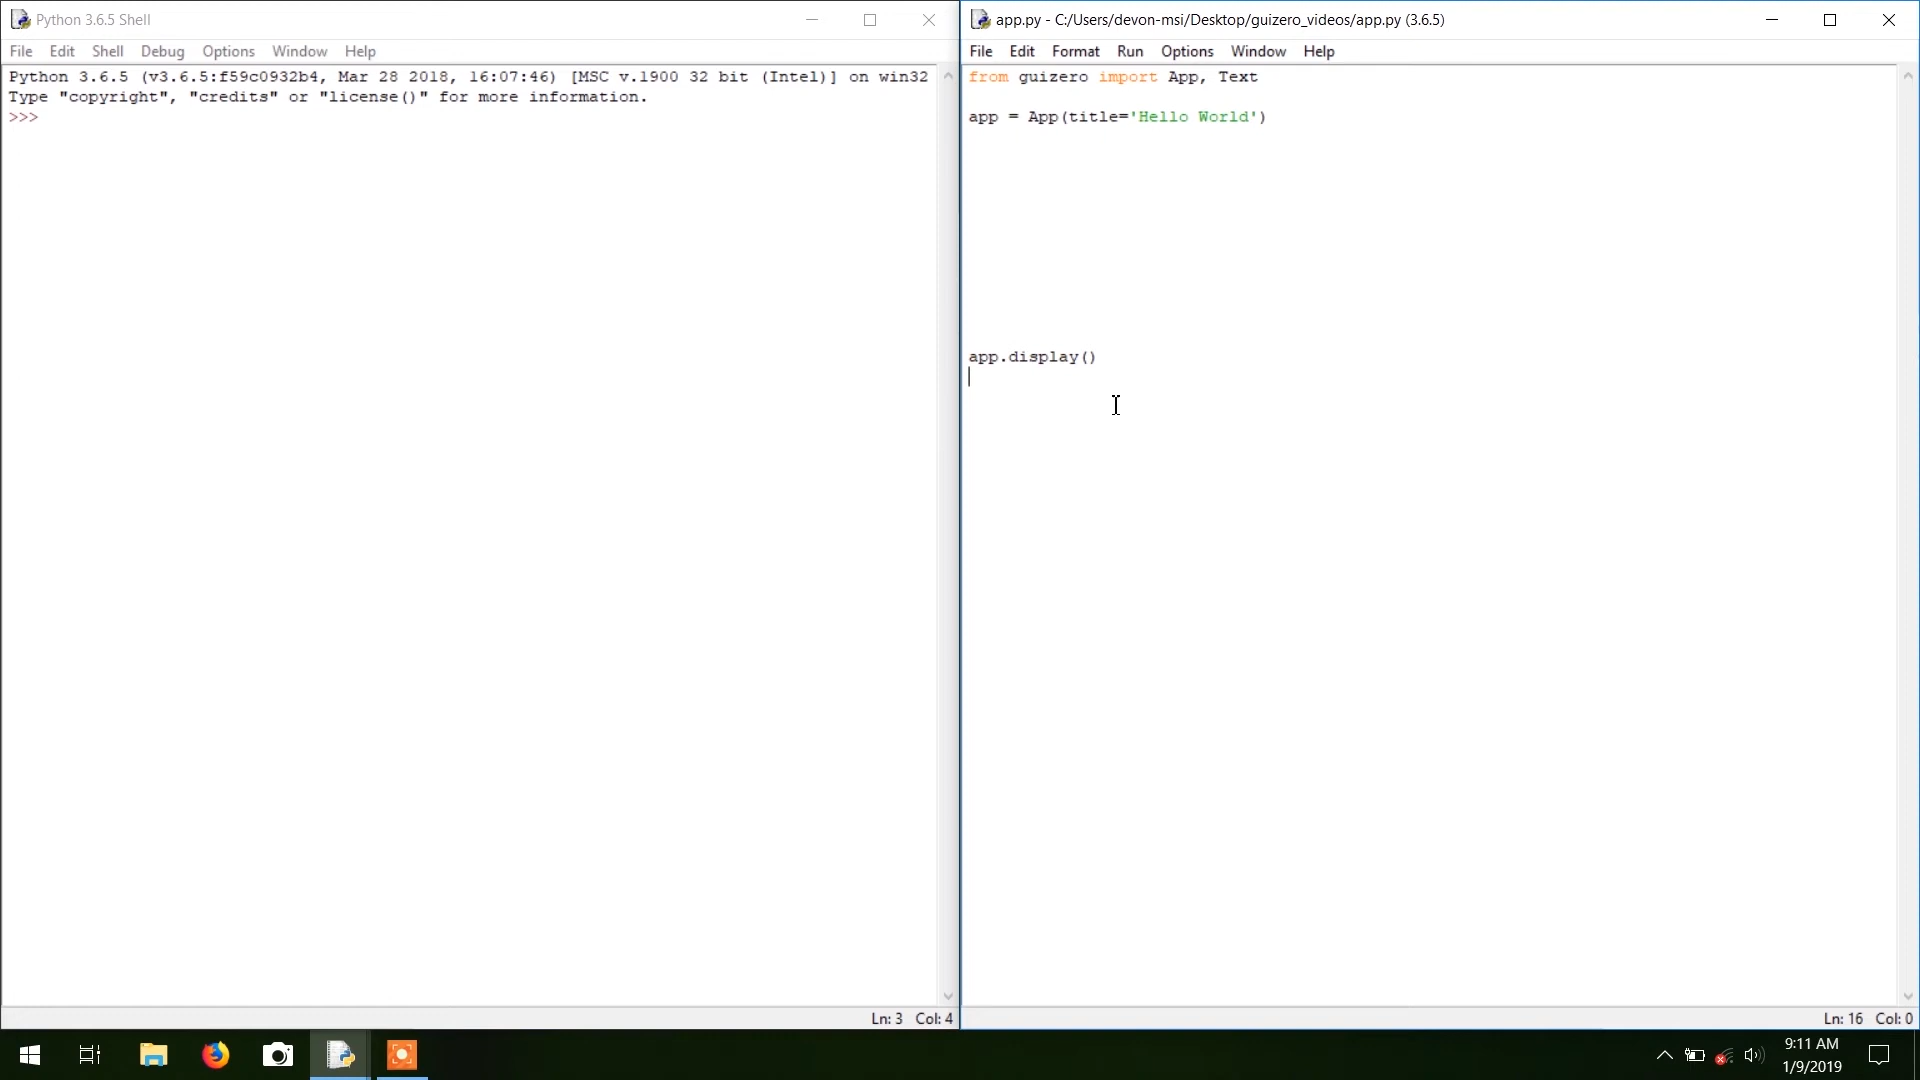 Python 3.6.5 Shell
File Edit Shell Debug Options Window Help
Python 3.6.5 (v3.6.5:f59c0932b4, Mar 28 2018, 16:07:46) [MSC v.1900 32 bit (Intel)] on win32
Type "copyright", "credits" or "license()" for more information.
>>>
Ln: 3 Col: 4
app.py - C:/Users/devon-msi/Desktop/guizero_videos/app.py (3.6.5)
File Edit Format Run Options Window Help
from guizero import App, Text
app = App(title='Hello World')
app.display()
Ln: 16 Col: 0
9:11 AM
1/9/2019